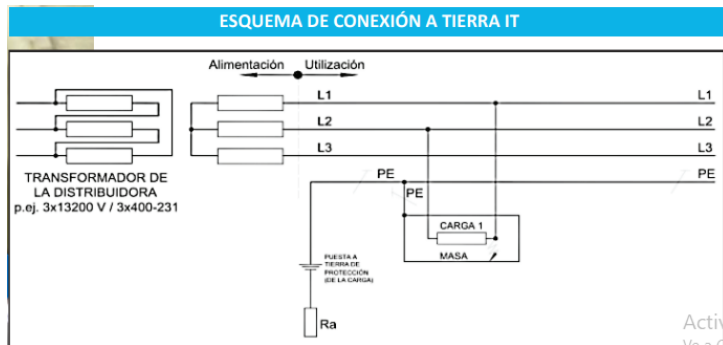 ESQUEMA DE CONEXIÓN A TIERRA IT
Alimentación Utilización
L1 L1
L2 L2
L3 L3
TRANSFORMADOR DE
LA DISTRIBUIDORA
p.ej. 3x13200 V / 3x400-231
PE PE
PE
CARGA 1
MASA
PUESTA A
TIERRA DE
PROTECCIÓN
(DE LA CARGA)
Ra
Activ